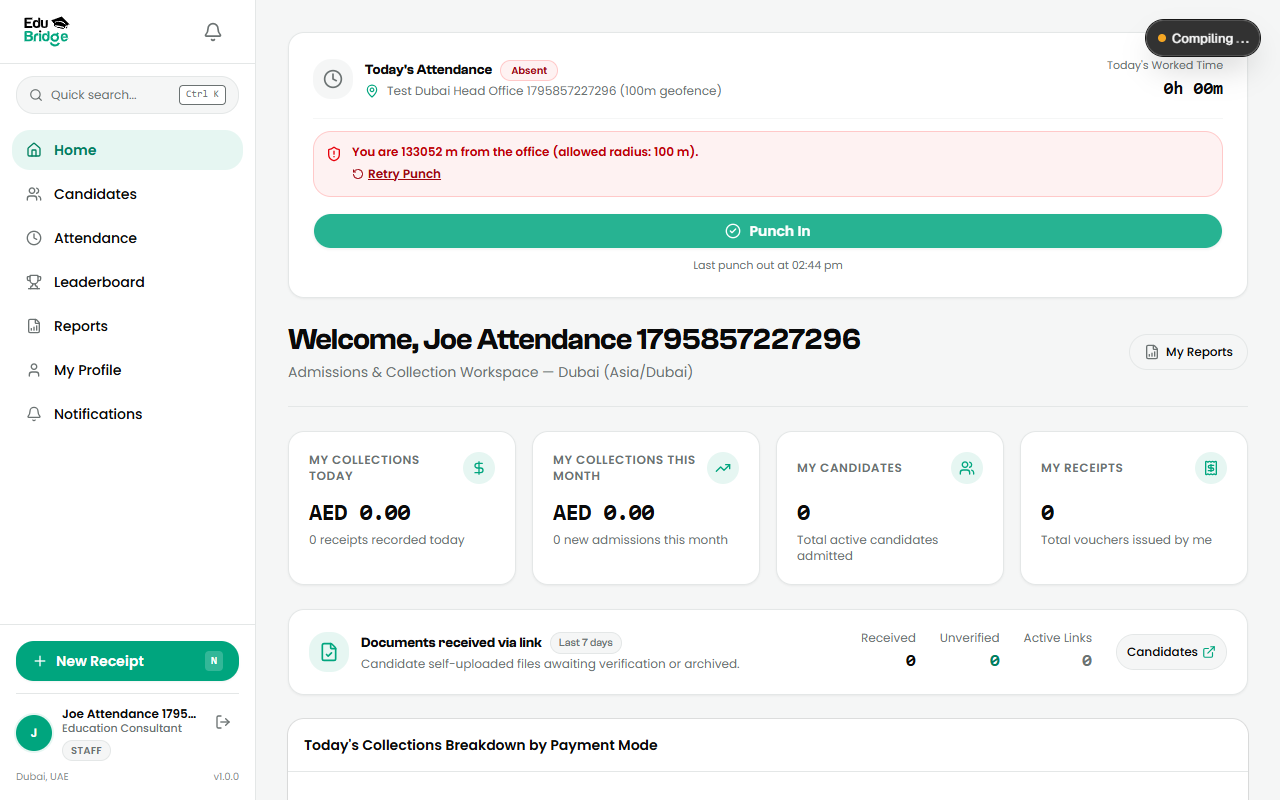 Edu
Bridge
Quick search...
Ctrl K
Home
Candidates
Attendance
Leaderboard
Reports
My Profile
Notifications
New Receipt
N
J
Joe Attendance 1795...
Education Consultant
STAFF
Dubai, UAE
v1.0.0
Compiling ...
Today's Attendance
Absent
Test Dubai Head Office 1795857227296 (100m geofence)
Today's Worked Time
0h 00m
You are 133052 m from the office (allowed radius: 100 m).
Retry Punch
Punch In
Last punch out at 02:44 pm
Welcome, Joe Attendance 1795857227296
Admissions & Collection Workspace — Dubai (Asia/Dubai)
My Reports
MY COLLECTIONS
TODAY
AED 0.00
0 receipts recorded today
MY COLLECTIONS THIS
MONTH
AED 0.00
0 new admissions this month
MY CANDIDATES
0
Total active candidates
admitted
MY RECEIPTS
0
Total vouchers issued by me
Documents received via link
Last 7 days
Candidate self-uploaded files awaiting verification or archived.
Received
0
Unverified
0
Active Links
0
Candidates
Today's Collections Breakdown by Payment Mode